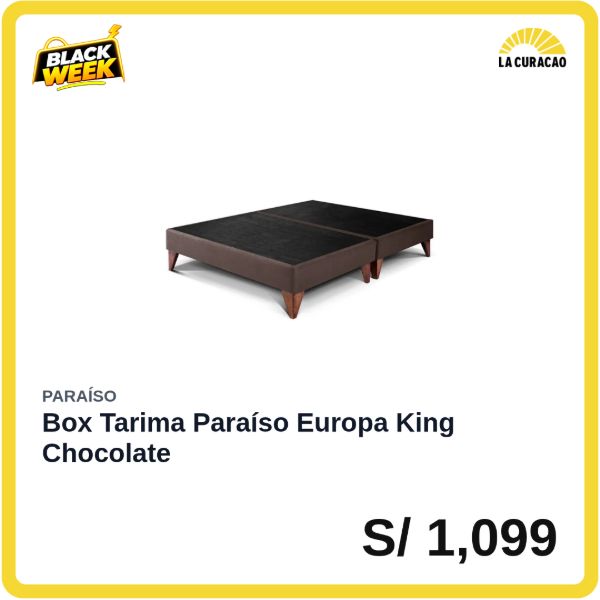 BLACK
WEEK
LA CURACAO
PARAÍSO
Box Tarima Paraíso Europa King
Chocolate
S/ 1,099